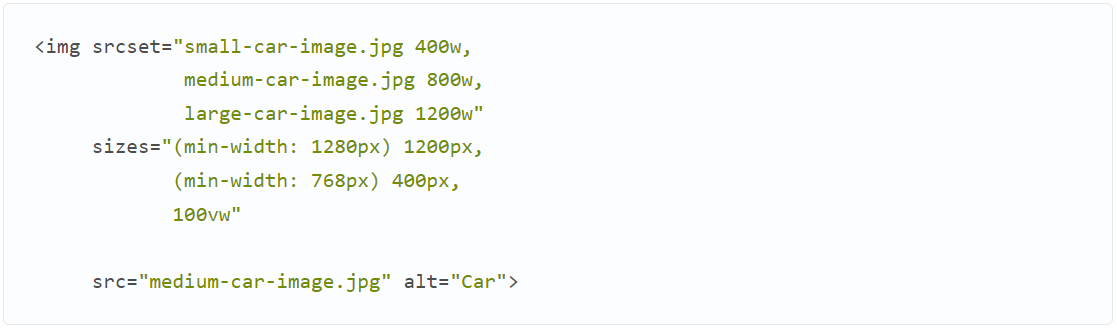 <img srcset="small-car-image.jpg 400w,
medium-car-image.jpg 800w,
large-car-image.jpg 1200w"
sizes="(min-width: 1280px) 1200px,
(min-width: 768px) 400px,
100vw"
src="medium-car-image.jpg" alt="Car">